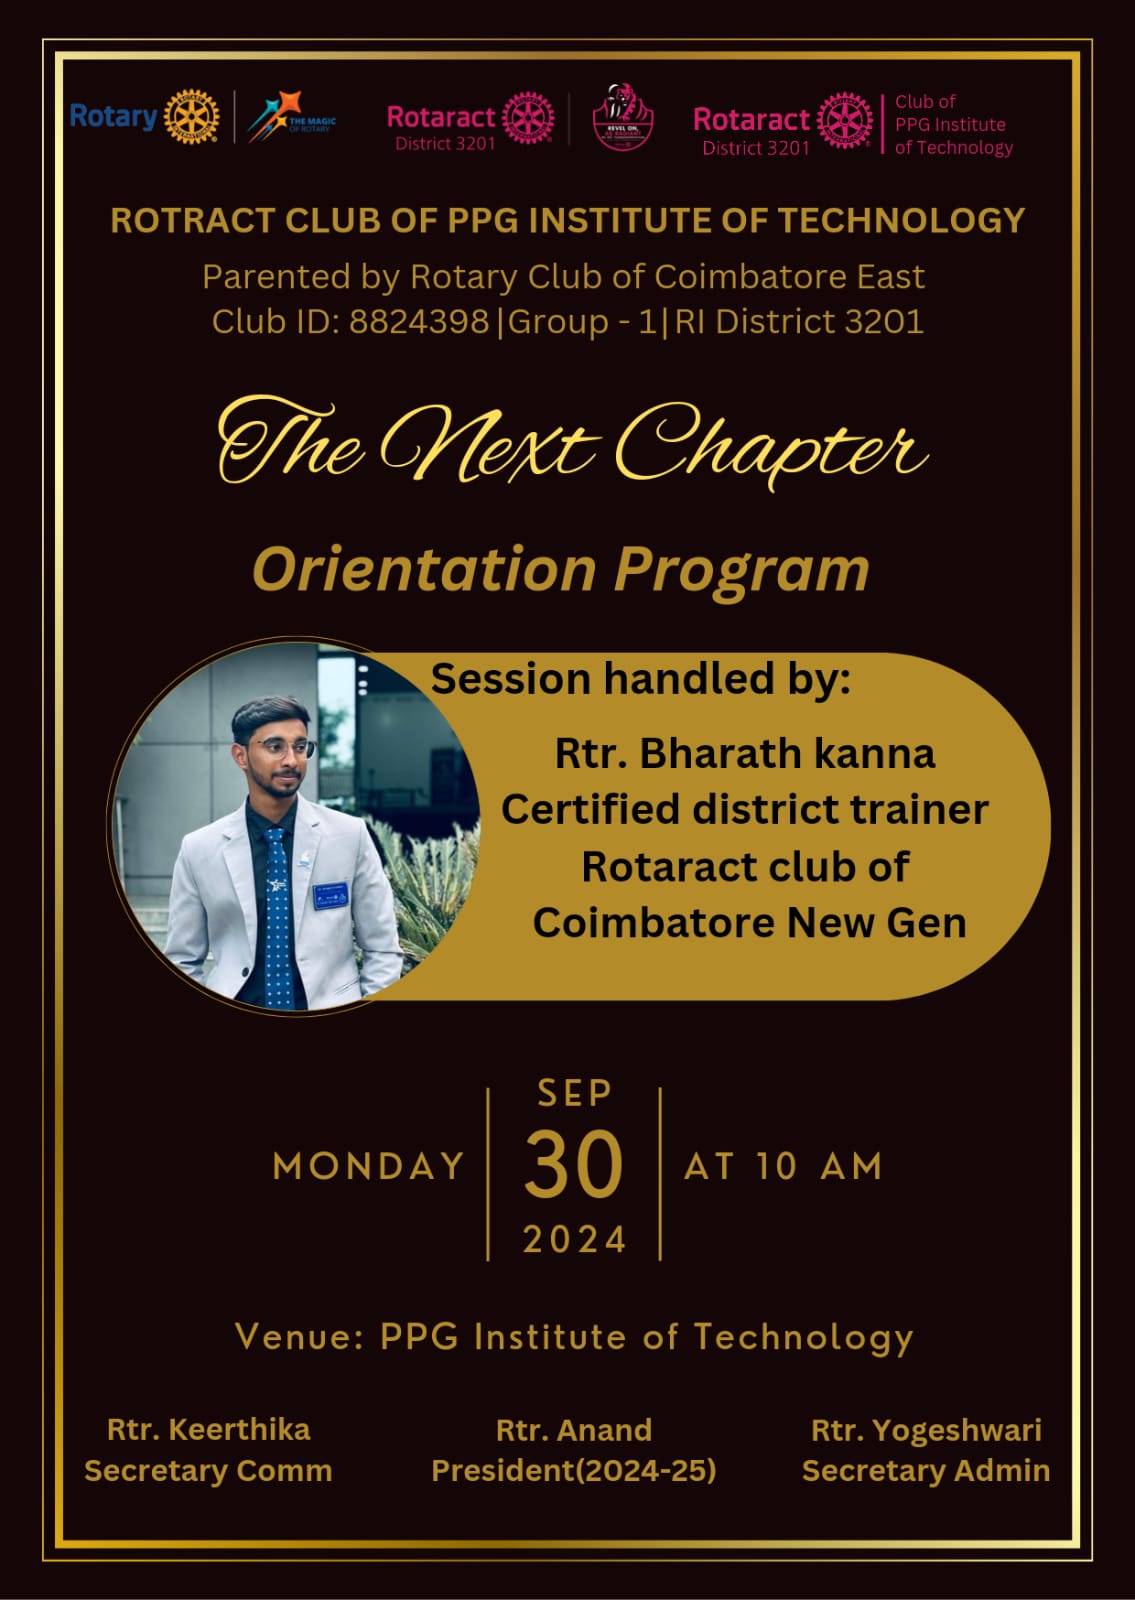 Rotary
THE MAGIC
OF ROTARY
Rotaract
District 3201
REVEL ON,
Rotaract
District 3201
Club of
PPG Institute
of Technology
ROTRACT CLUB OF PPG INSTITUTE OF TECHNOLOGY
Parented by Rotary Club of Coimbatore East
Club ID: 8824398|Group - 1|RI District 3201
The Next Chapter
Orientation Program
Session handled by:
Rtr. Bharath kanna
Certified district trainer
Rotaract club of
Coimbatore New Gen
MONDAY
SEP
30
2024
AT 10 AM
Venue: PPG Institute of Technology
Rtr. Keerthika
Secretary Comm
Rtr. Anand
President(2024-25)
Rtr. Yogeshwari
Secretary Admin